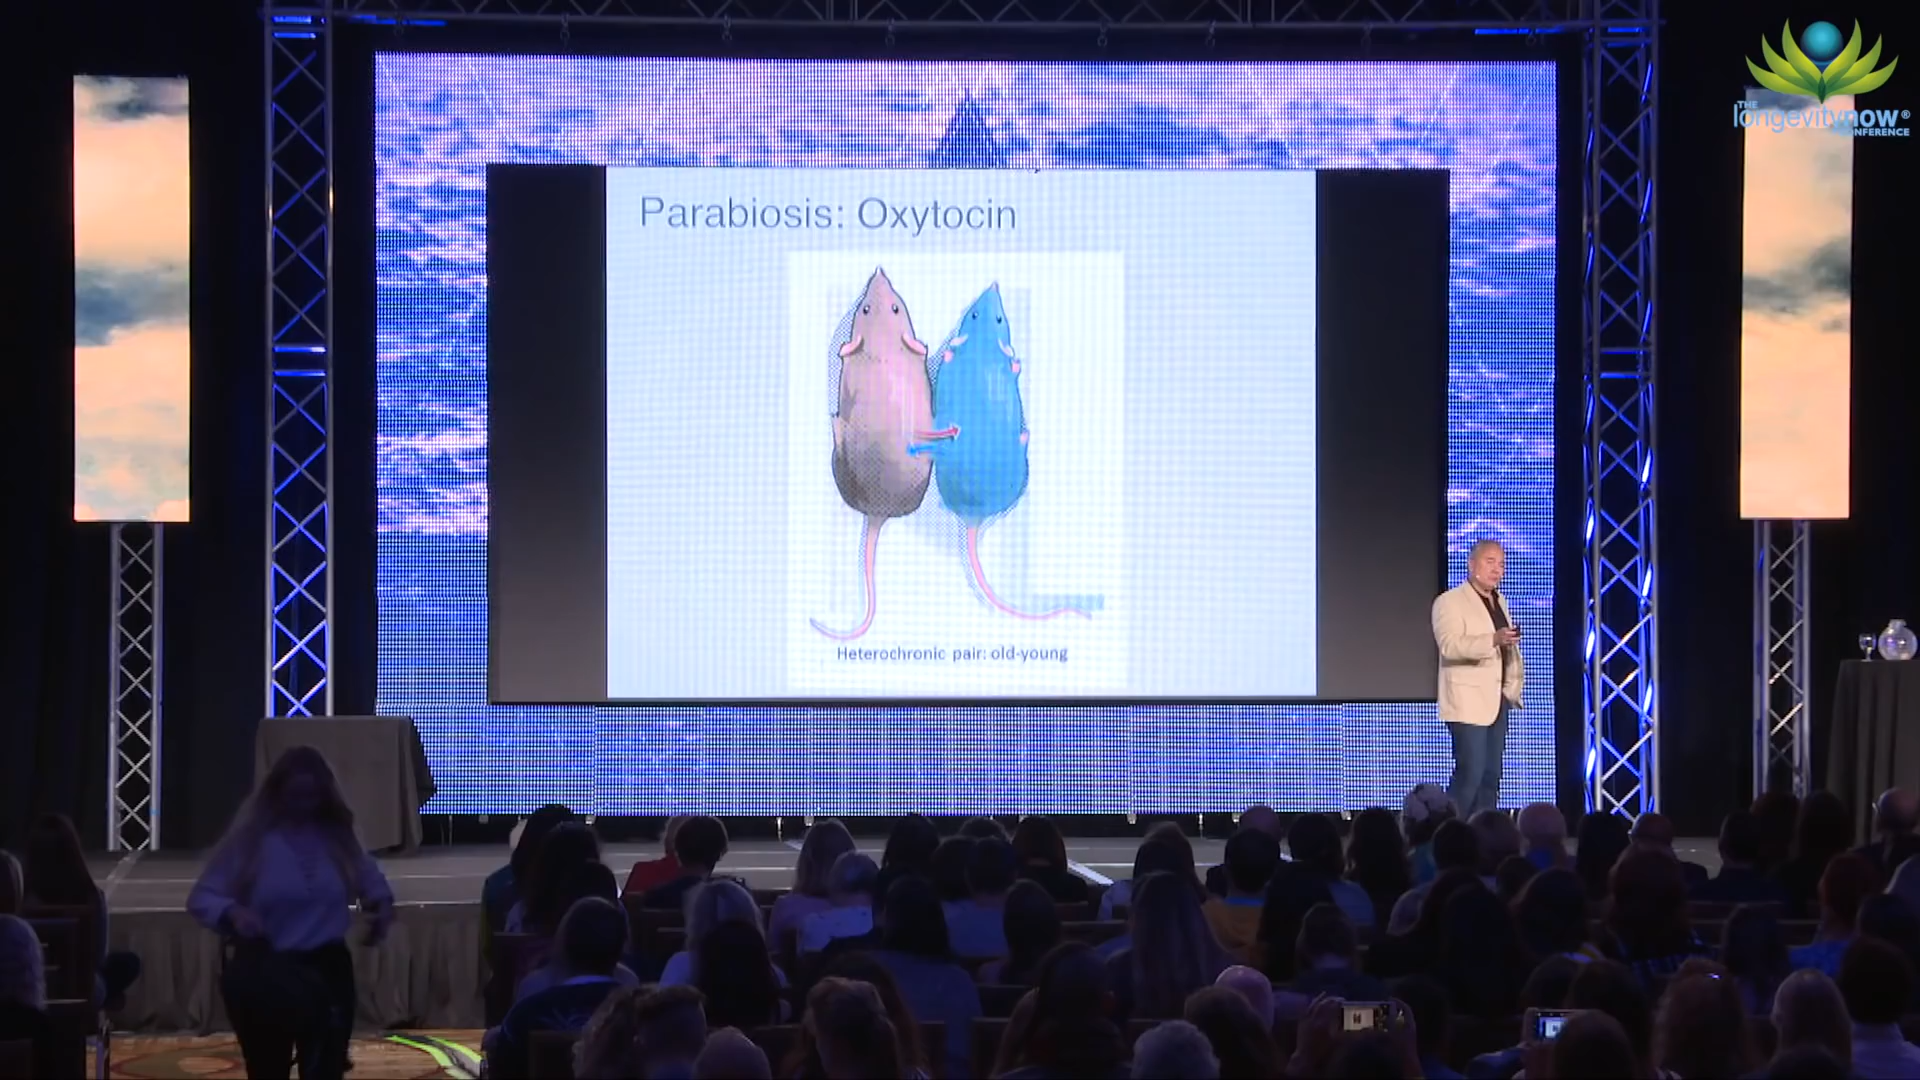 THE
longevitynow®
CONFERENCE
Parabiosis: Oxytocin
Heterochronic pair: old-young